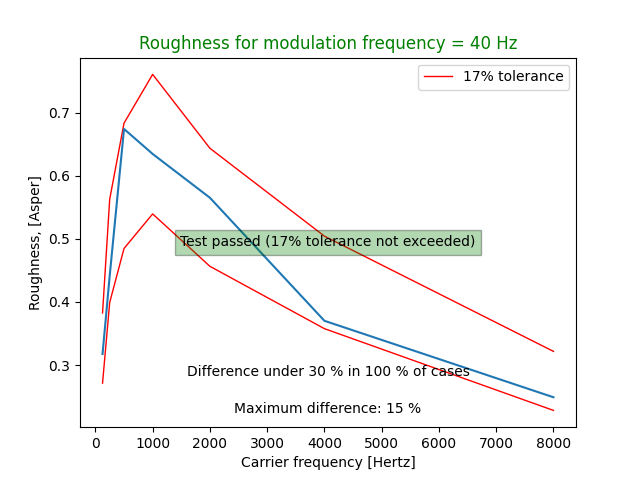 Roughness for modulation frequency = 40 Hz
17% tolerance
Roughness, [Asper]
0.7
0.6
0.5
0.4
0.3
Test passed (17% tolerance not exceeded)
Difference under 30 % in 100 % of cases
Maximum difference: 15 %
0 1000 2000 3000 4000 5000 6000 7000 8000
Carrier frequency [Hertz]